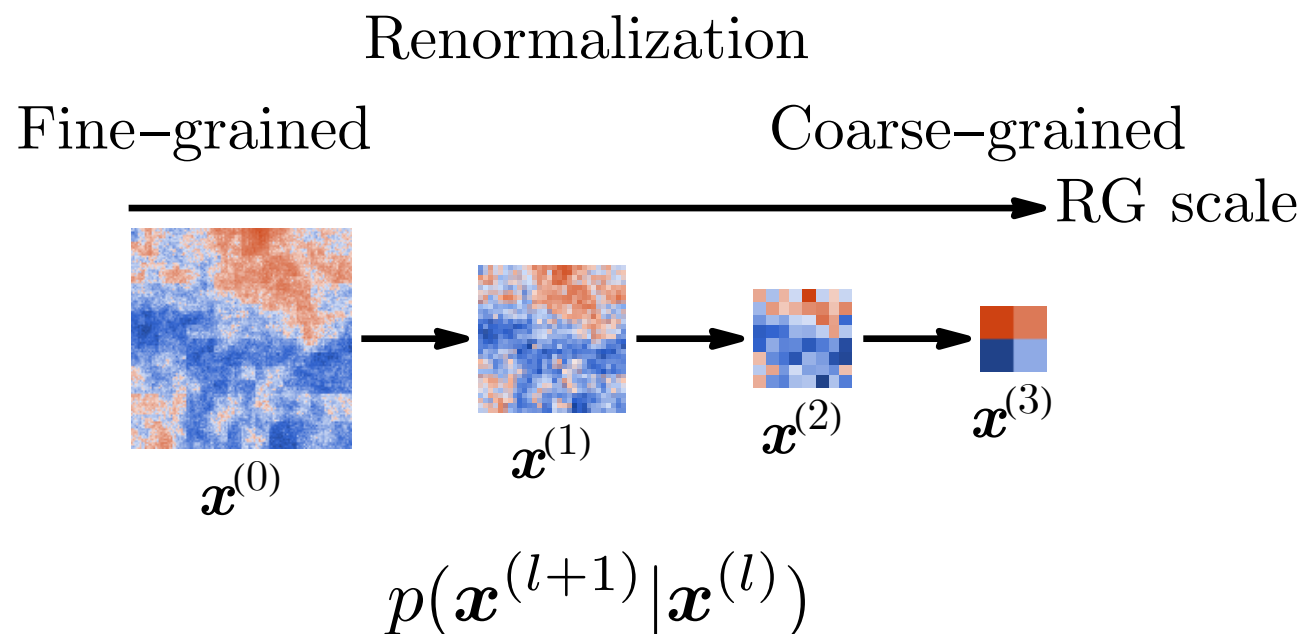 Renormalization
Fine–grained
Coarse–grained
RG scale
x^(0)
x^(1)
x^(2)
x^(3)
p(x^(l+1)|x^(l))